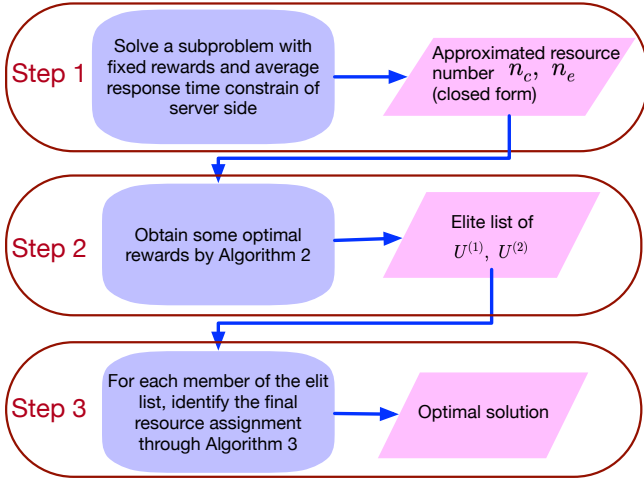 Step 1
Solve a subproblem with
fixed rewards and average
response time constrain of
server side
Approximated resource
number n_c, n_e
(closed form)
Step 2
Obtain some optimal
rewards by Algorithm 2
Elite list of
U^{(1)}, U^{(2)}
Step 3
For each member of the elit
list, identify the final
resource assignment
through Algorithm 3
Optimal solution